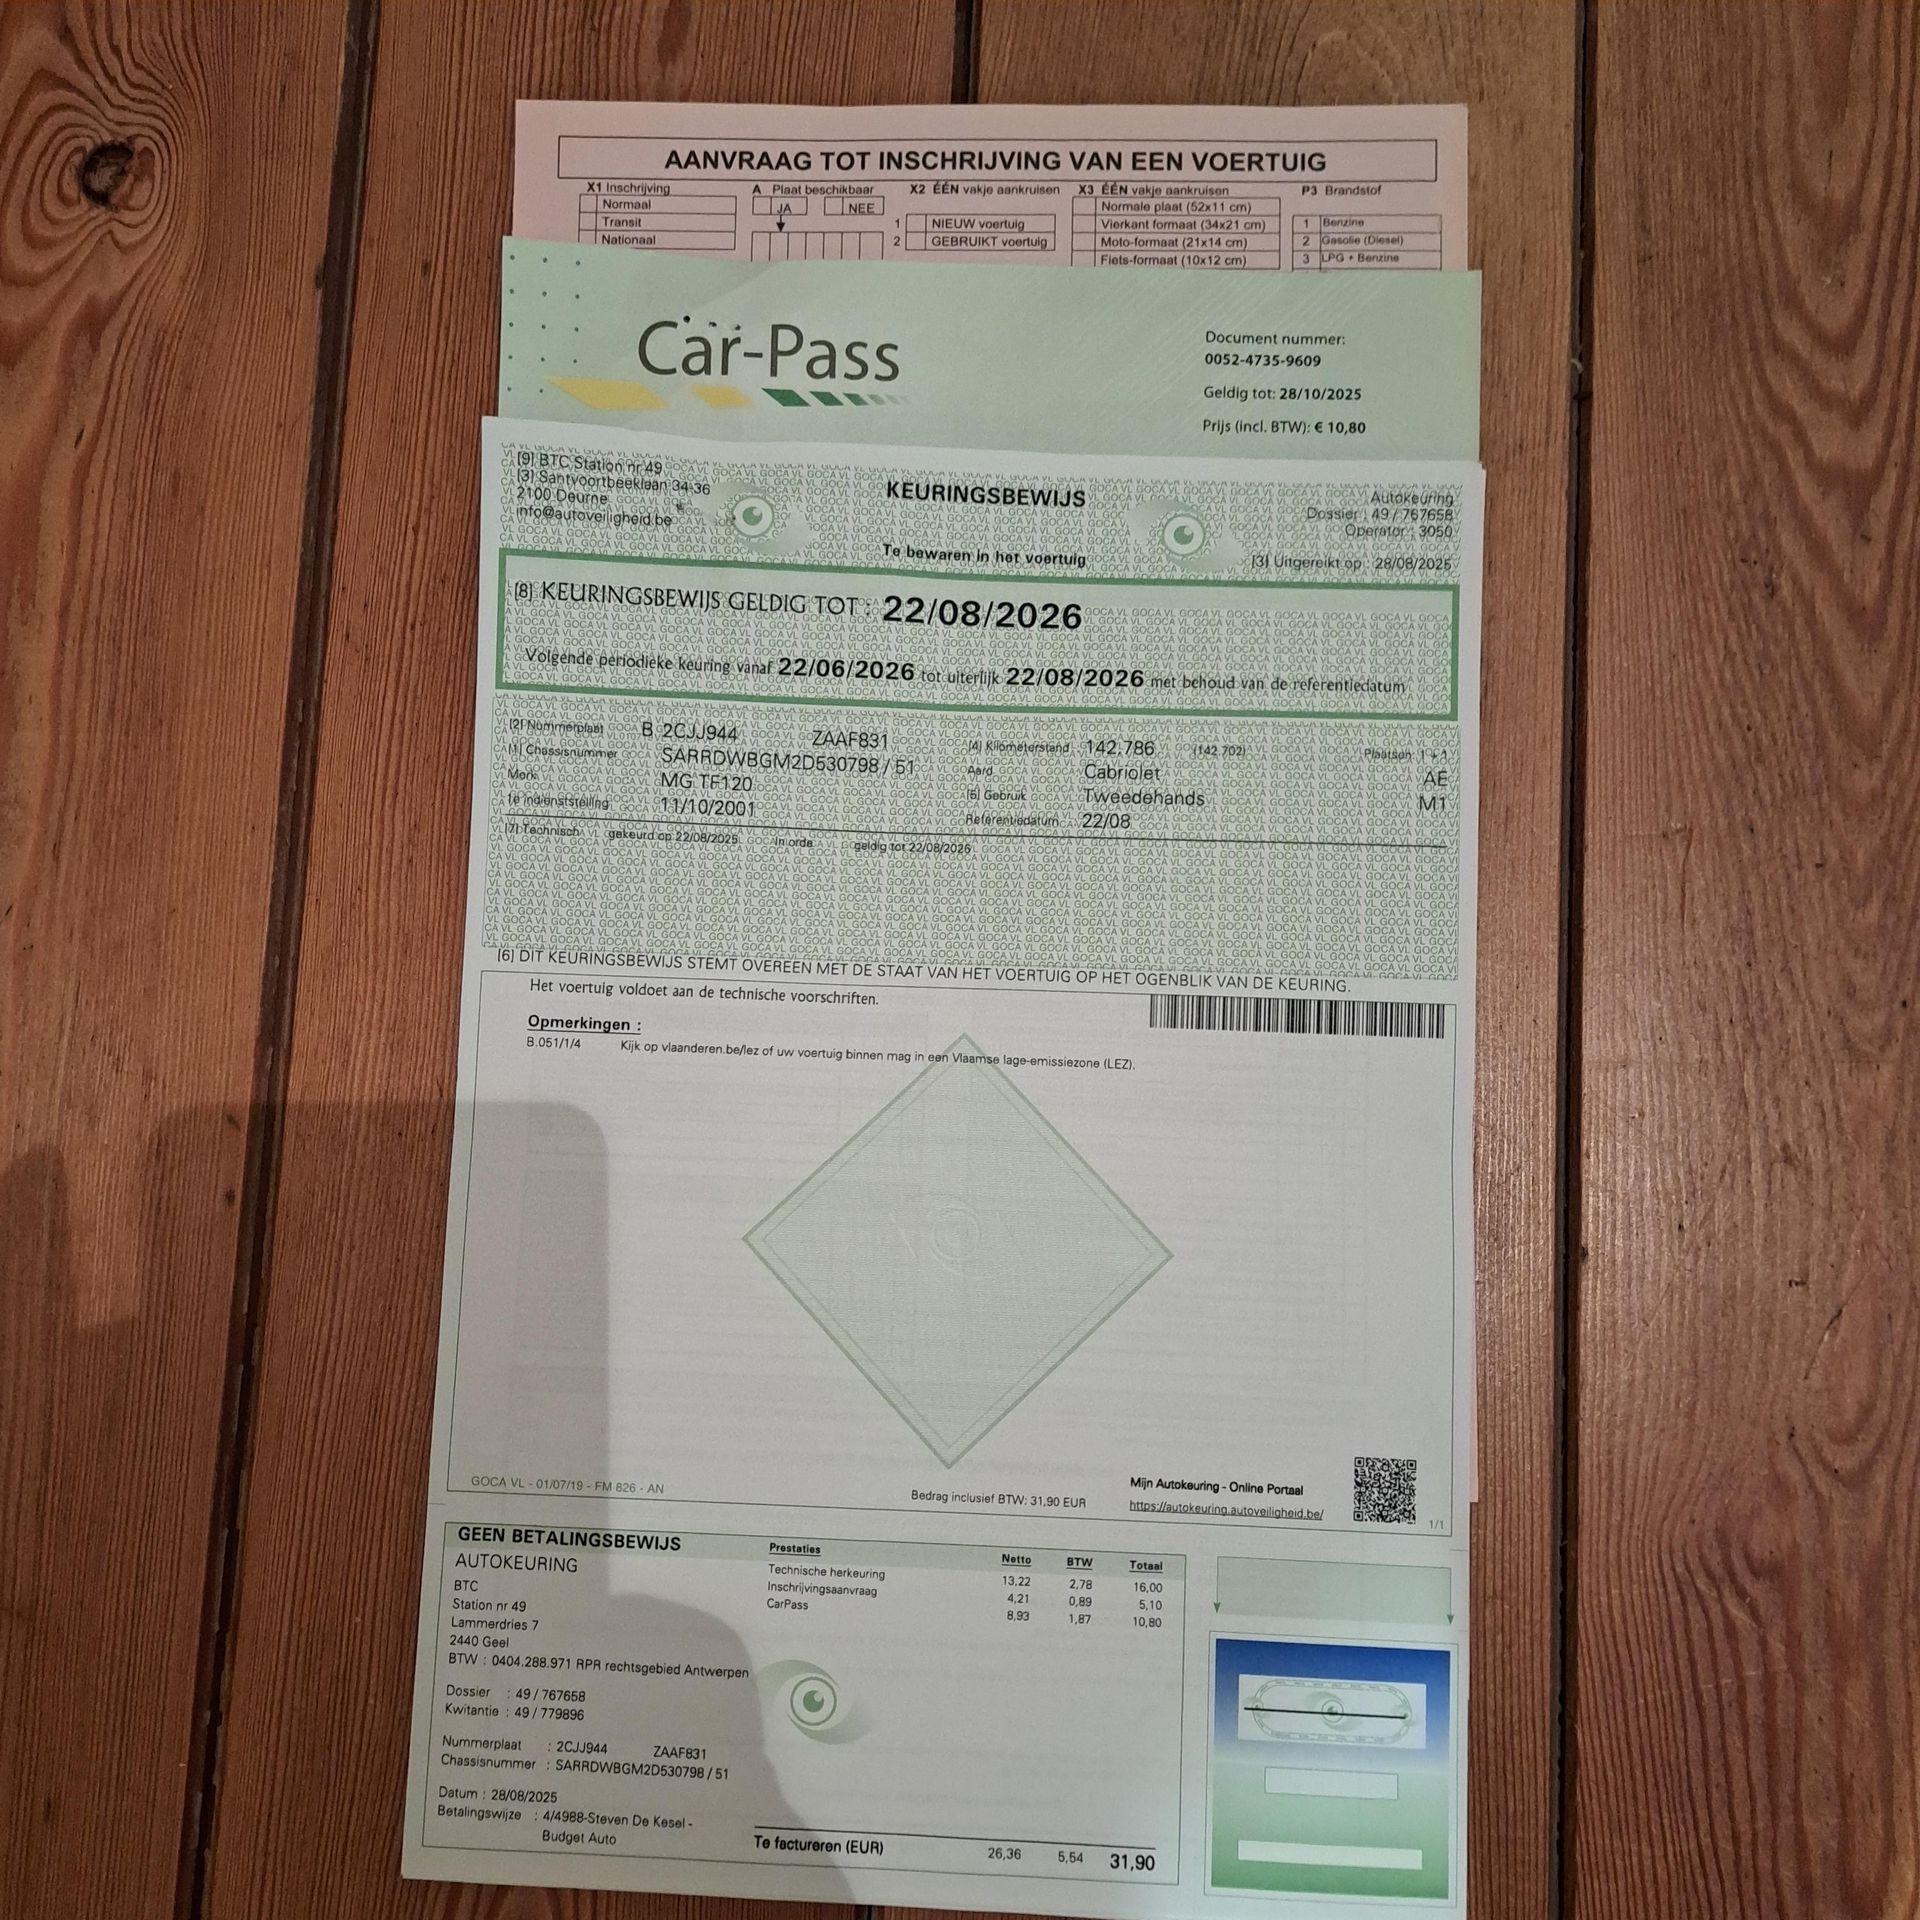 AANVRAAG TOT INSCHRIJVING VAN EEN VOERTUIG
X1 Inschrijving A Plaat beschikbaar X2 ÉÉN vakje aankruisen X3 ÉÉN vakje aankruisen P3 Brandstof
Normaal JA NEE Normale plaat (52x11 cm)
Transit 1 NIEUW voertuig Vierkant formaat (34x21 cm) 1 Benzine
Nationaal 2 GEBRUIKT voertuig Moto-formaat (21x14 cm) 2 Gasolie (Diesel)
Fiets-formaat (10x12 cm) 3 LPG + Benzine
Car-Pass
Document nummer:
0052-4735-9609
Geldig tot: 28/10/2025
Prijs (incl. BTW): € 10,80
[9] BTC Station nr 49
[3] Santvoortbeeklaan 34-36
2100 Deurne
info@autoveiligheid.be
KEURINGSBEWIJS
Te bewaren in het voertuig
Autokeuring
Dossier : 49 / 767658
Operator : 3050
[3] Uitgereikt op : 28/08/2025
[8] KEURINGSBEWIJS GELDIG TOT : 22/08/2026
Volgende periodieke keuring vanaf 22/06/2026 tot uiterlijk 22/08/2026 met behoud van de referentiedatum
[2] Nummerplaat B 2CJJ944 ZAAF831 [4] Kilometerstand : 142.786 (142.702) Plaatsen: 1 + 1
[1] Chassisnummer SARRDWBGM2D530798 / 51 Aard : Cabriolet AE
Merk MG TF120 [5] Gebruik : Tweedehands M1
1e indienststelling 11/10/2001 Referentiedatum : 22/08
[7] Technisch gekeurd op 22/08/2025 In orde geldig tot 22/08/2026
[6] DIT KEURINGSBEWIJS STEMT OVEREEN MET DE STAAT VAN HET VOERTUIG OP HET OGENBLIK VAN DE KEURING.
Het voertuig voldoet aan de technische voorschriften.
Opmerkingen :
B.051/1/4 Kijk op vlaanderen.be/lez of uw voertuig binnen mag in een Vlaamse lage-emissiezone (LEZ).
GOCA VL - 01/07/19 - FM 826 - AN
Bedrag inclusief BTW: 31,90 EUR
Mijn Autokeuring - Online Portaal
https://autokeuring.autoveiligheid.be/
1/1
GEEN BETALINGSBEWIJS
AUTOKEURING
BTC
Station nr 49
Lammerdries 7
2440 Geel
BTW : 0404.288.971 RPR rechtsgebied Antwerpen
Dossier : 49 / 767658
Kwitantie : 49 / 779896
Nummerplaat : 2CJJ944 ZAAF831
Chassisnummer : SARRDWBGM2D530798 / 51
Datum : 28/08/2025
Betalingswijze : 4/4988-Steven De Kesel -
Budget Auto
Prestaties Netto BTW Totaal
Technische herkeuring 13,22 2,78 16,00
Inschrijvingsaanvraag 4,21 0,89 5,10
CarPass 8,93 1,87 10,80
Te factureren (EUR) 26,36 5,54 31,90